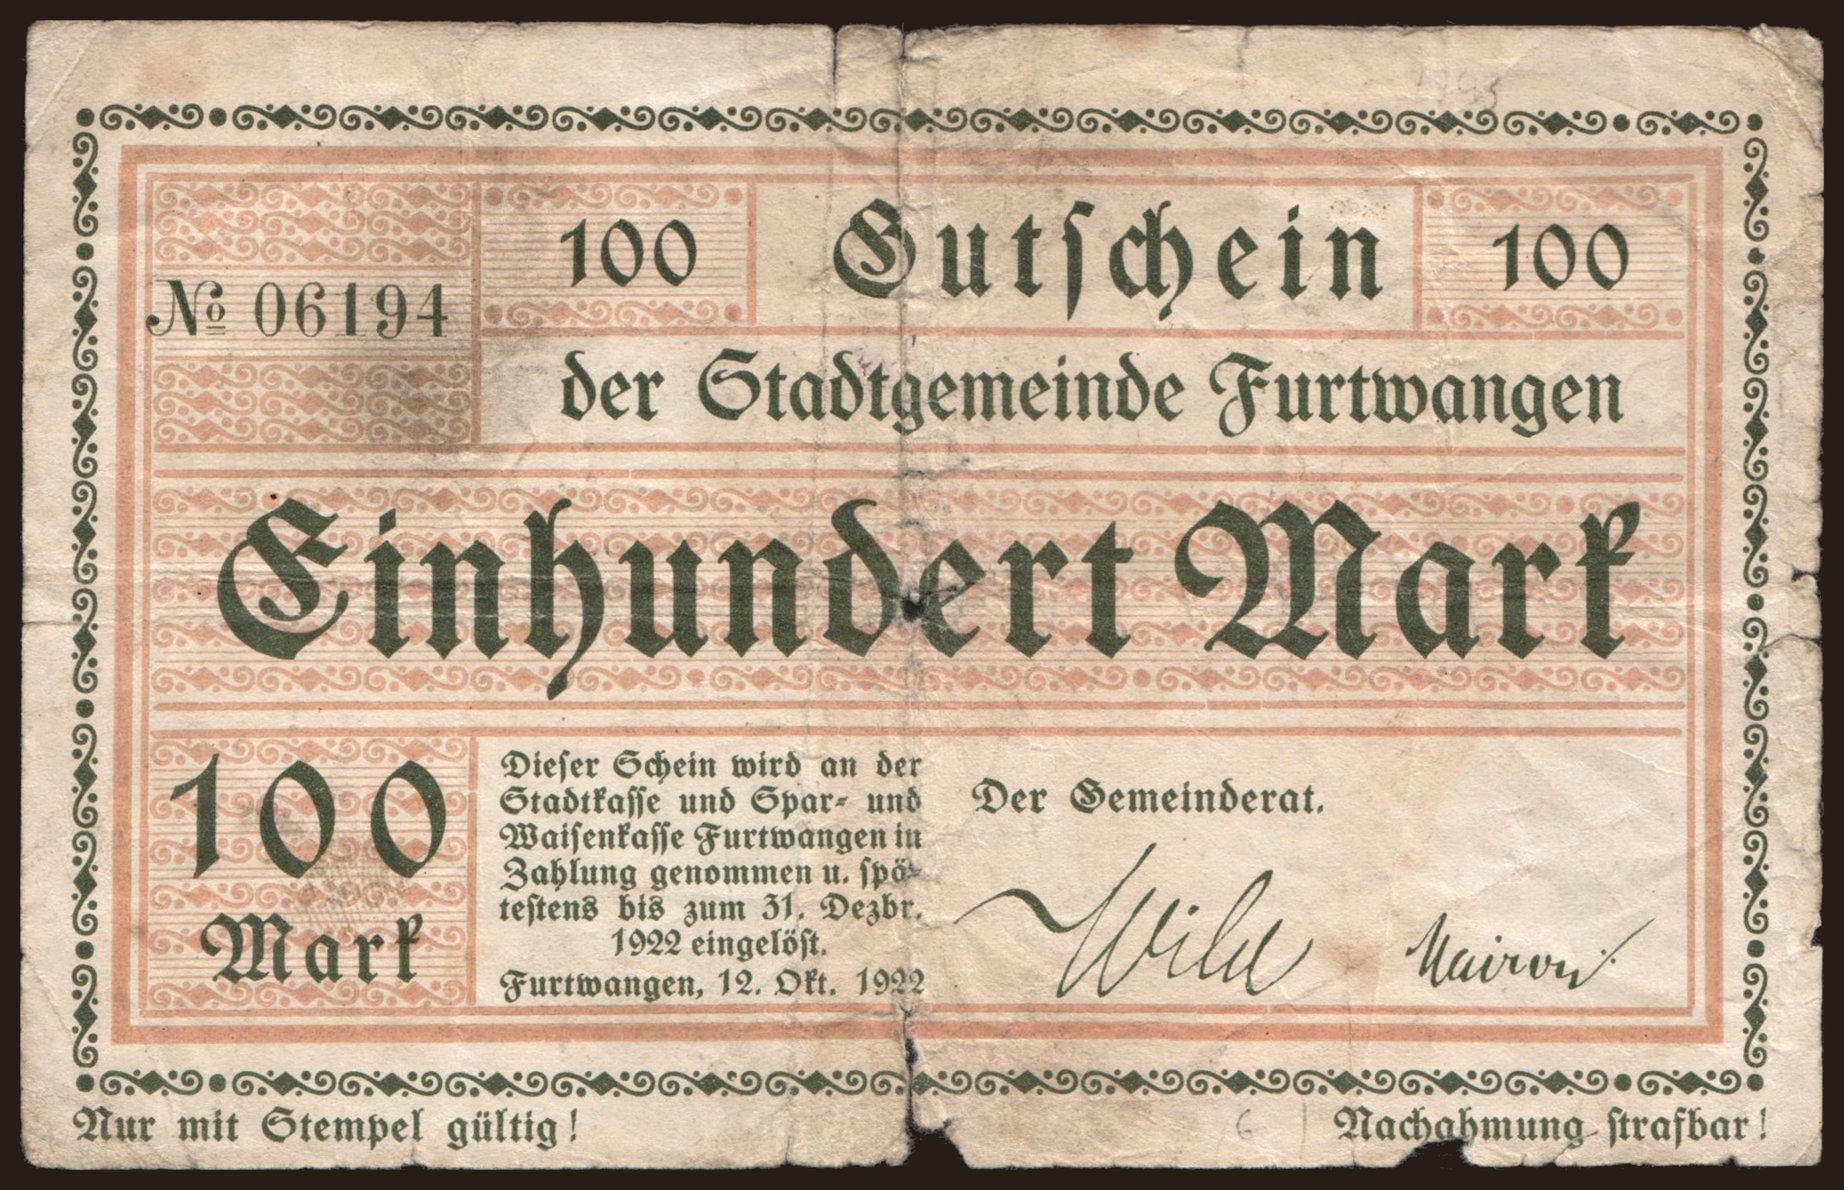 100 Gutschein 100
№ 06194
der Stadtgemeinde Furtwangen
Einhundert Mark
100
Mark
Dieser Schein wird an der
Stadtkasse und Spar- und
Waisenkasse Furtwangen in
Zahlung genommen u. spä-
testens bis zum 31. Dezbr.
1922 eingelöst.
Furtwangen, 12. Okt. 1922
Der Gemeinderat.
Wild
Nur mit Stempel gültig!
6
Nachahmung strafbar!